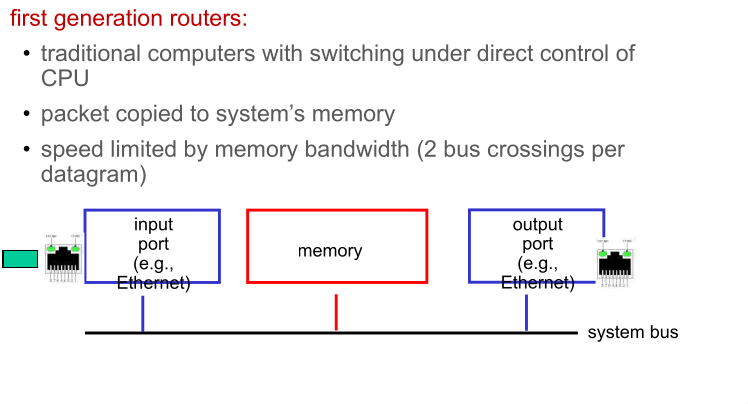 first generation routers:
• traditional computers with switching under direct control of
CPU
• packet copied to system’s memory
• speed limited by memory bandwidth (2 bus crossings per
datagram)
input
port
(e.g.,
Ethernet)
memory
output
port
(e.g.,
Ethernet)
system bus